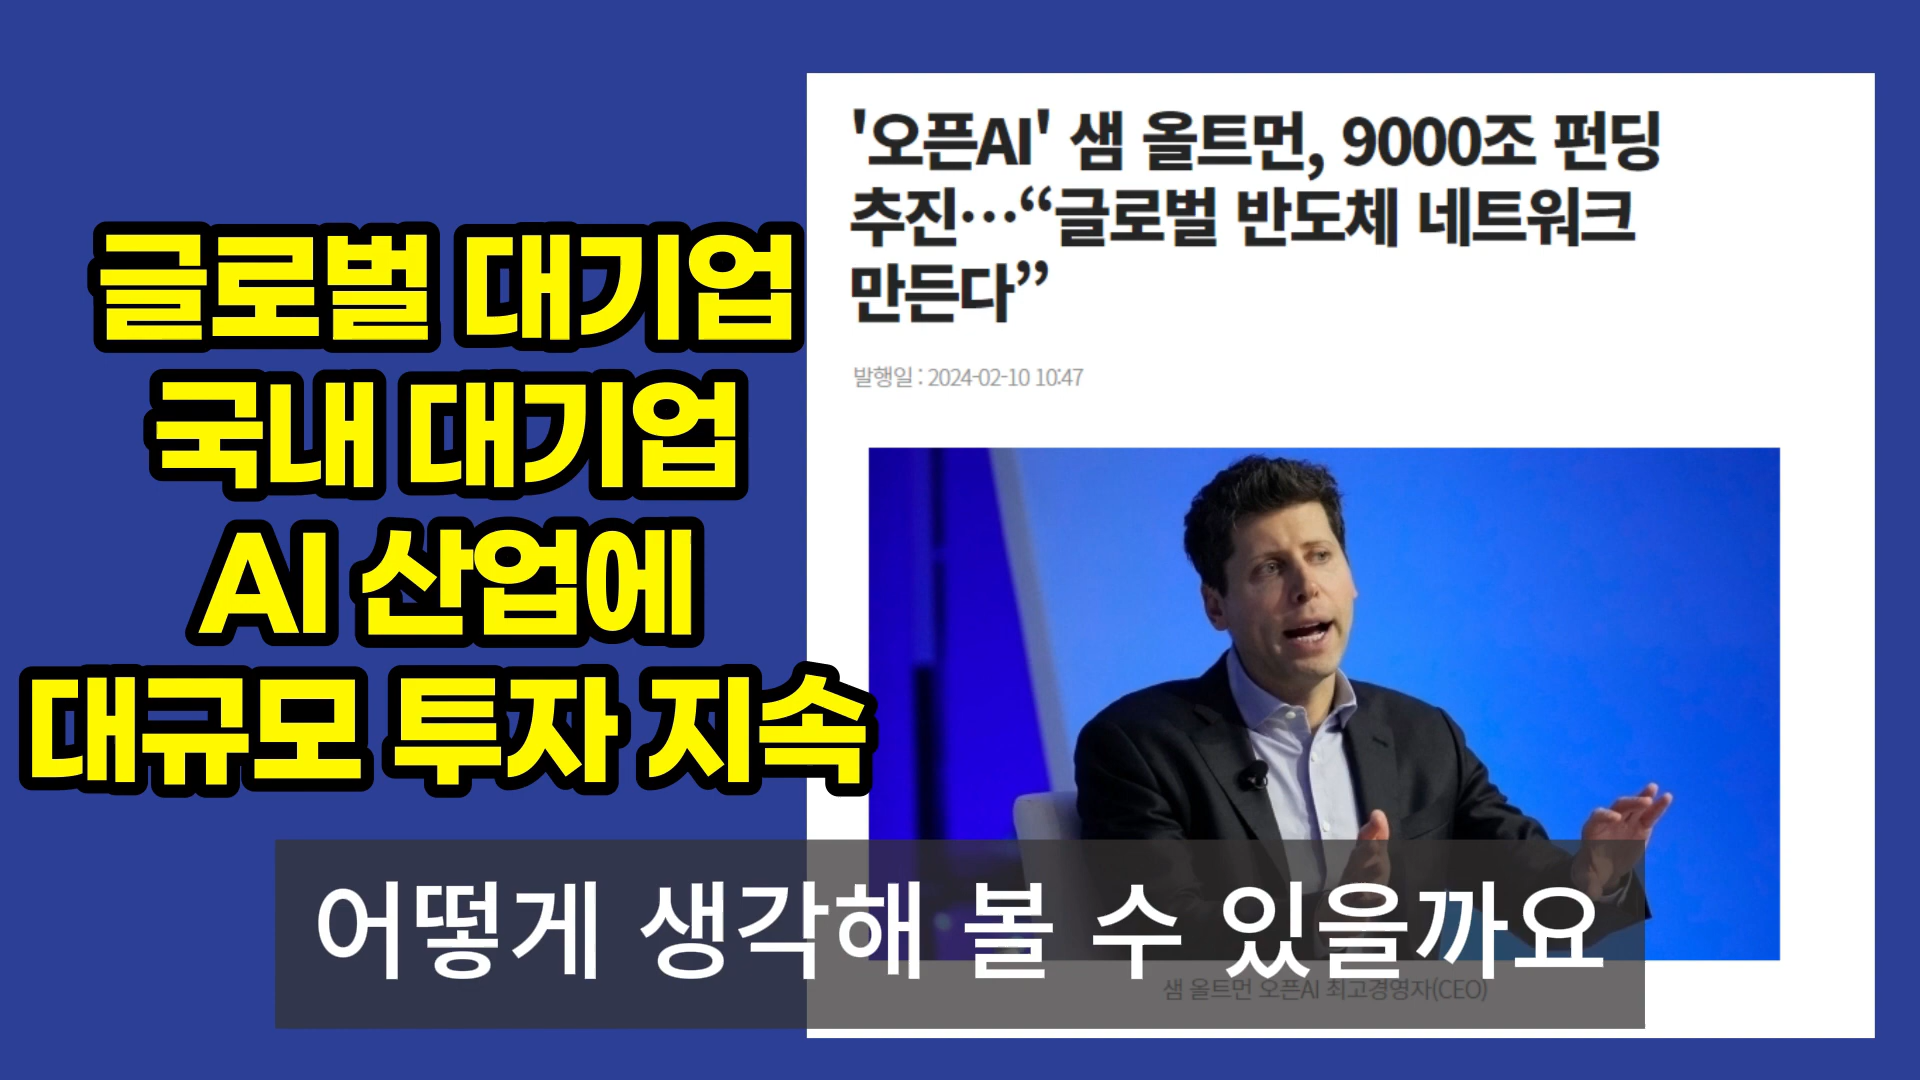 글로벌 대기업
국내 대기업
AI 산업에
대규모 투자 지속
'오픈AI' 샘 올트먼, 9000조 펀딩
추진…“글로벌 반도체 네트워크
만든다”
발행일 : 2024-02-10 10:47
샘 올트먼 오픈AI 최고경영자(CEO)
어떻게 생각해 볼 수 있을까요